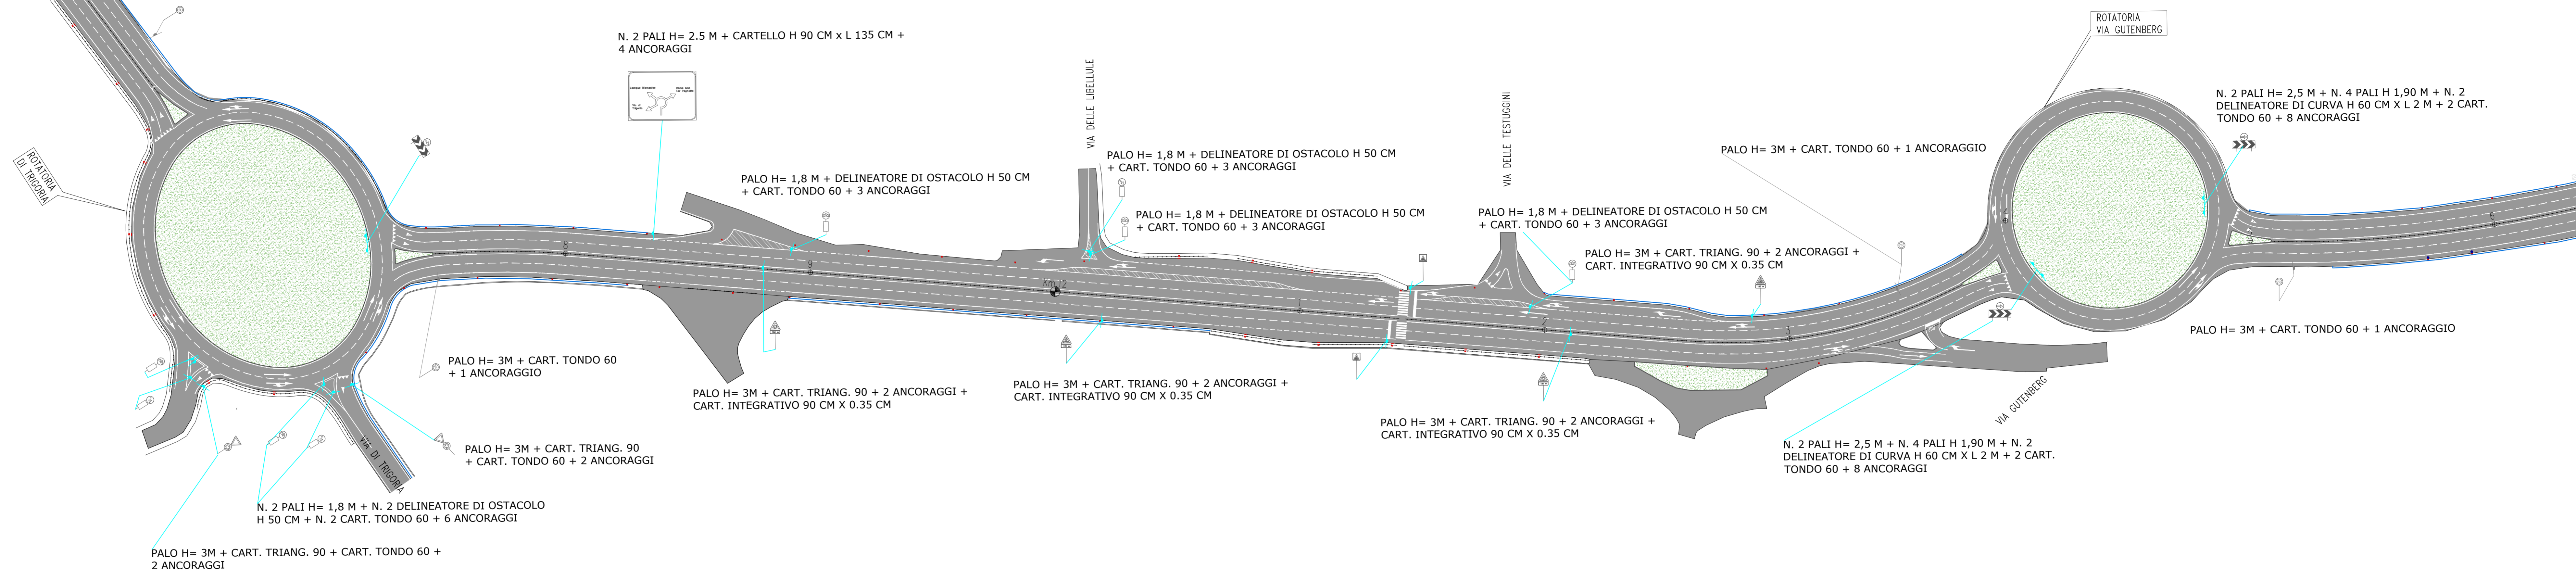 ROTATORIA
VIA GUTENBERG
N. 2 PALI H= 2.5 M + CARTELLO H 90 CM x L 135 CM +
4 ANCORAGGI
VIA DELLE LIBELLULE
VIA DELLE TESTUGGINI
N. 2 PALI H= 2,5 M + N. 4 PALI H 1,90 M + N. 2
DELINEATORE DI CURVA H 60 CM X L 2 M + 2 CART.
TONDO 60 + 8 ANCORAGGI
ROTATORIA
DI TRIGORIA
PALO H= 1,8 M + DELINEATORE DI OSTACOLO H 50 CM
+ CART. TONDO 60 + 3 ANCORAGGI
PALO H= 1,8 M + DELINEATORE DI OSTACOLO H 50 CM
+ CART. TONDO 60 + 3 ANCORAGGI
PALO H= 3M + CART. TONDO 60 + 1 ANCORAGGIO
PALO H= 1,8 M + DELINEATORE DI OSTACOLO H 50 CM
+ CART. TONDO 60 + 3 ANCORAGGI
PALO H= 1,8 M + DELINEATORE DI OSTACOLO H 50 CM
+ CART. TONDO 60 + 3 ANCORAGGI
PALO H= 3M + CART. TRIANG. 90 + 2 ANCORAGGI +
CART. INTEGRATIVO 90 CM X 0.35 CM
8
9
Km 12
1
2
3
4
6
PALO H= 3M + CART. TONDO 60 + 1 ANCORAGGIO
PALO H= 3M + CART. TONDO 60
+ 1 ANCORAGGIO
PALO H= 3M + CART. TRIANG. 90 + 2 ANCORAGGI +
CART. INTEGRATIVO 90 CM X 0.35 CM
PALO H= 3M + CART. TRIANG. 90 + 2 ANCORAGGI +
CART. INTEGRATIVO 90 CM X 0.35 CM
PALO H= 3M + CART. TRIANG. 90 + 2 ANCORAGGI +
CART. INTEGRATIVO 90 CM X 0.35 CM
VIA GUTENBERG
N. 2 PALI H= 2,5 M + N. 4 PALI H 1,90 M + N. 2
DELINEATORE DI CURVA H 60 CM X L 2 M + 2 CART.
TONDO 60 + 8 ANCORAGGI
PALO H= 3M + CART. TRIANG. 90
+ CART. TONDO 60 + 2 ANCORAGGI
VIA DI TRIGORIA
N. 2 PALI H= 1,8 M + N. 2 DELINEATORE DI OSTACOLO
H 50 CM + N. 2 CART. TONDO 60 + 6 ANCORAGGI
PALO H= 3M + CART. TRIANG. 90 + CART. TONDO 60 +
2 ANCORAGGI